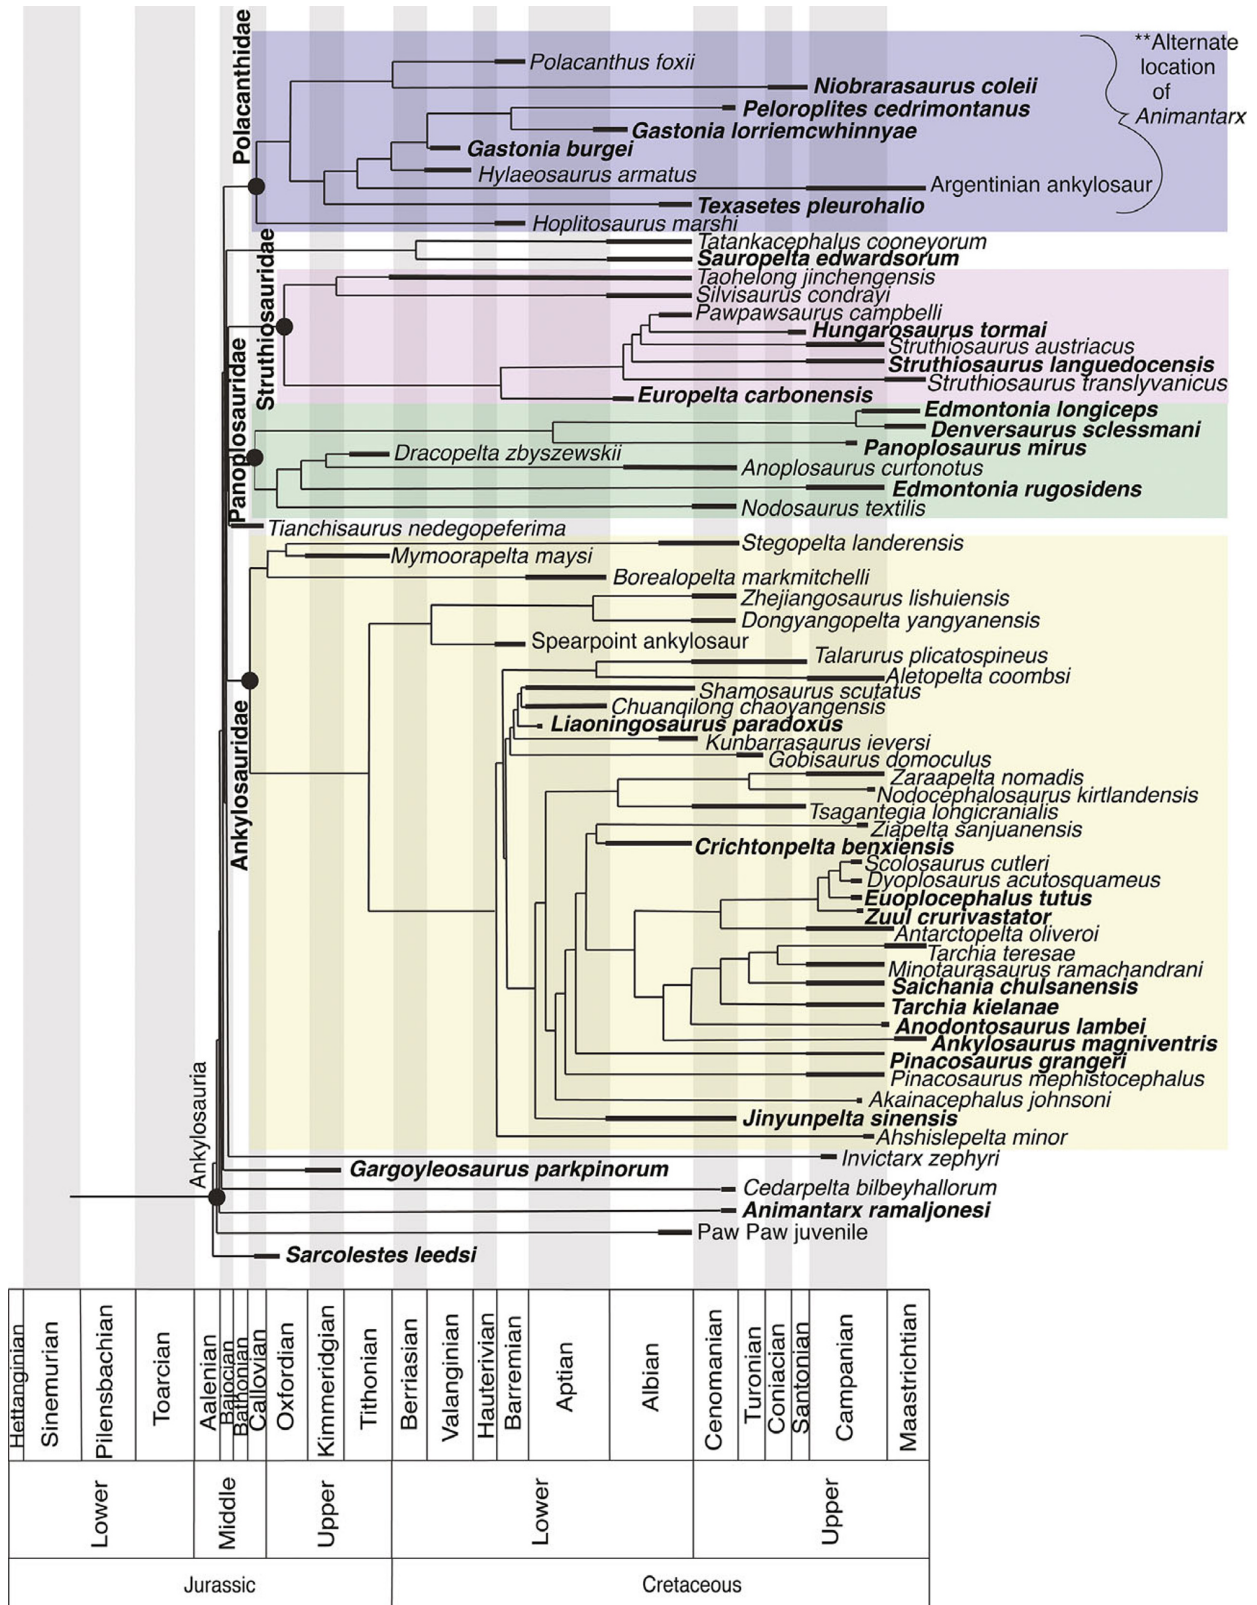 Polacanthidae
**Alternate
location
of
Animantarx
Polacanthus foxii
Niobrarasaurus coleii
Peloroplites cedrimontanus
Gastonia lorriemcwhinnyae
Gastonia burgei
Hylaeosaurus armatus
Argentinian ankylosaur
Texasetes pleurohalio
Hoplitosaurus marshi
Tatankacephalus cooneyorum
Sauropelta edwardsorum
Struthiosauridae
Taohelong jinchengensis
Silvisaurus condrayi
Pawpawsaurus campbelli
Hungarosaurus tormai
Struthiosaurus austriacus
Struthiosaurus languedocensis
Struthiosaurus translyvanicus
Europelta carbonensis
Panoplosauridae
Edmontonia longiceps
Denversaurus sclessmani
Panoplosaurus mirus
Dracopelta zbyszewskii
Anoplosaurus curtonotus
Edmontonia rugosidens
Nodosaurus textilis
Tianchisaurus nedegopeferima
Ankylosauridae
Stegopelta landerensis
Mymoorapelta maysi
Borealopelta markmitchelli
Zhejiangosaurus lishuiensis
Dongyangopelta yangyanensis
Spearpoint ankylosaur
Talarurus plicatospineus
Aletopelta coombsi
Shamosaurus scutatus
Chuanqilong chaoyangensis
Liaoningosaurus paradoxus
Kunbarrasaurus ieversi
Gobisaurus domoculus
Zaraapelta nomadis
Nodocephalosaurus kirtlandensis
Tsagantegia longicranialis
Ziapelta sanjuanensis
Crichtonpelta benxiensis
Scolosaurus cutleri
Dyoplosaurus acutosquameus
Euoplocephalus tutus
Zuul crurivastator
Antarctopelta oliveroi
Tarchia teresae
Minotaurasaurus ramachandrani
Saichania chulsanensis
Tarchia kielanae
Anodontosaurus lambei
Ankylosaurus magniventris
Pinacosaurus grangeri
Pinacosaurus mephistocephalus
Akainacephalus johnsoni
Jinyunpelta sinensis
Ahshislepelta minor
Ankylosauria
Invictarx zephyri
Gargoyleosaurus parkpinorum
Cedarpelta bilbeyhallorum
Animantarx ramaljonesi
Paw Paw juvenile
Sarcolestes leedsi
Hettanginian
Sinemurian
Pilensbachian
Toarcian
Aalenian
Bajocian
Bathonian
Callovian
Oxfordian
Kimmeridgian
Tithonian
Berriasian
Valanginian
Hauterivian
Barremian
Aptian
Albian
Cenomanian
Turonian
Coniacian
Santonian
Campanian
Maastrichtian
Lower
Middle
Upper
Lower
Upper
Jurassic
Cretaceous